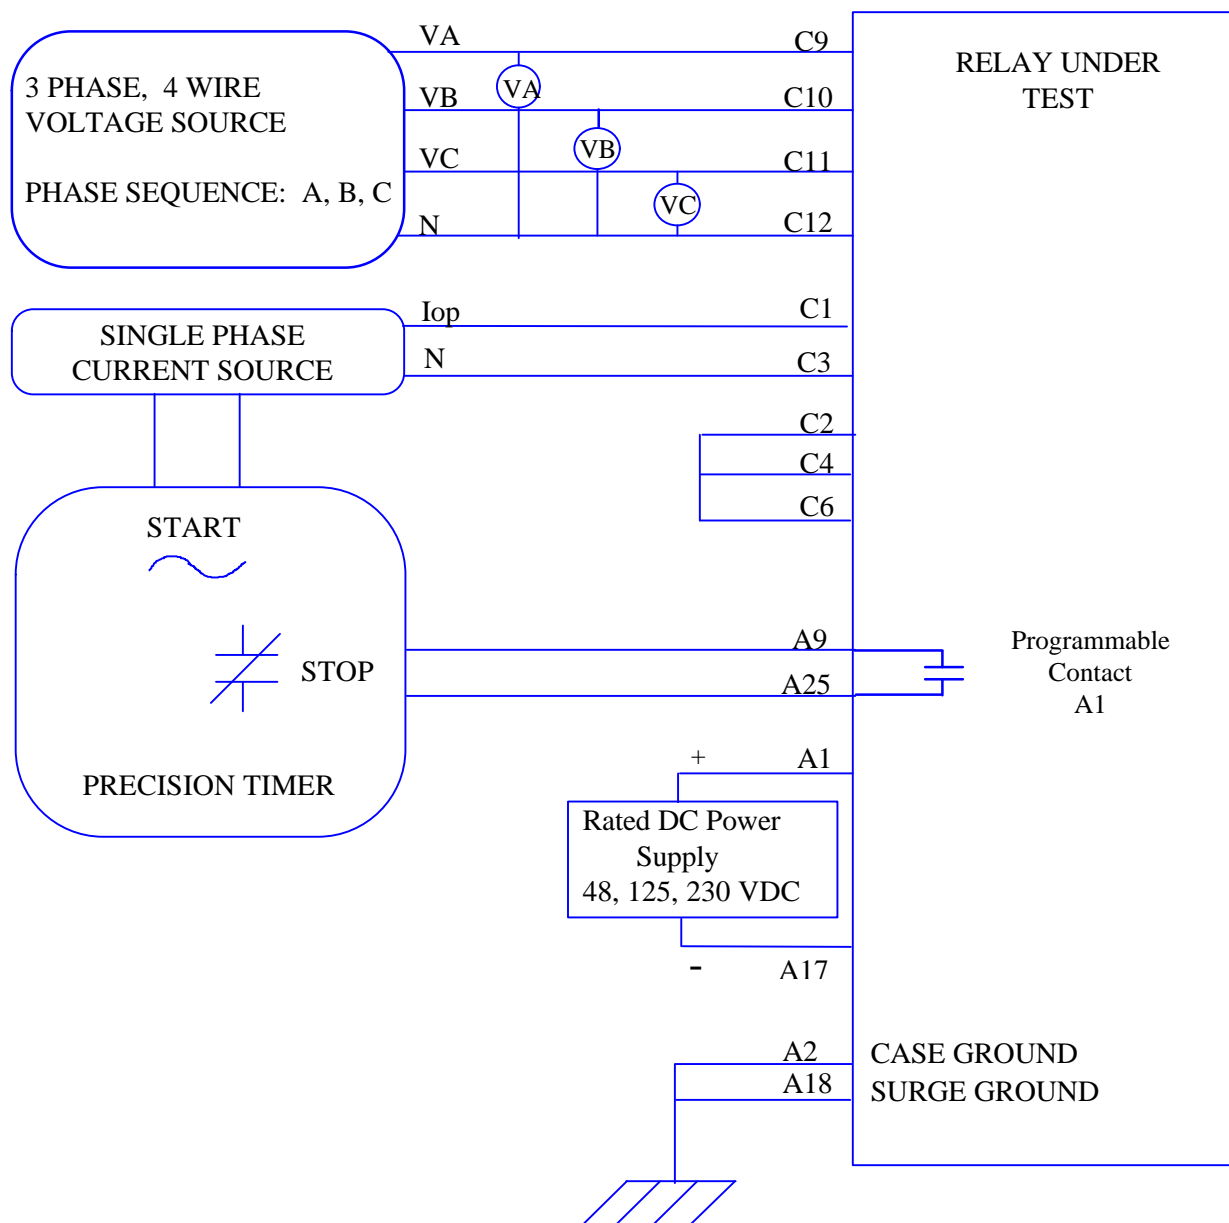 VA
C9
3 PHASE, 4 WIRE
VOLTAGE SOURCE
PHASE SEQUENCE: A, B, C
VA
RELAY UNDER
TEST
VB
C10
VB
VC
C11
VC
N
C12
SINGLE PHASE
CURRENT SOURCE
Iop
C1
N
C3
C2
C4
C6
START
STOP
PRECISION TIMER
A9
A25
Programmable
Contact
A1
+
A1
Rated DC Power
Supply
48, 125, 230 VDC
-
A17
A2
CASE GROUND
A18
SURGE GROUND